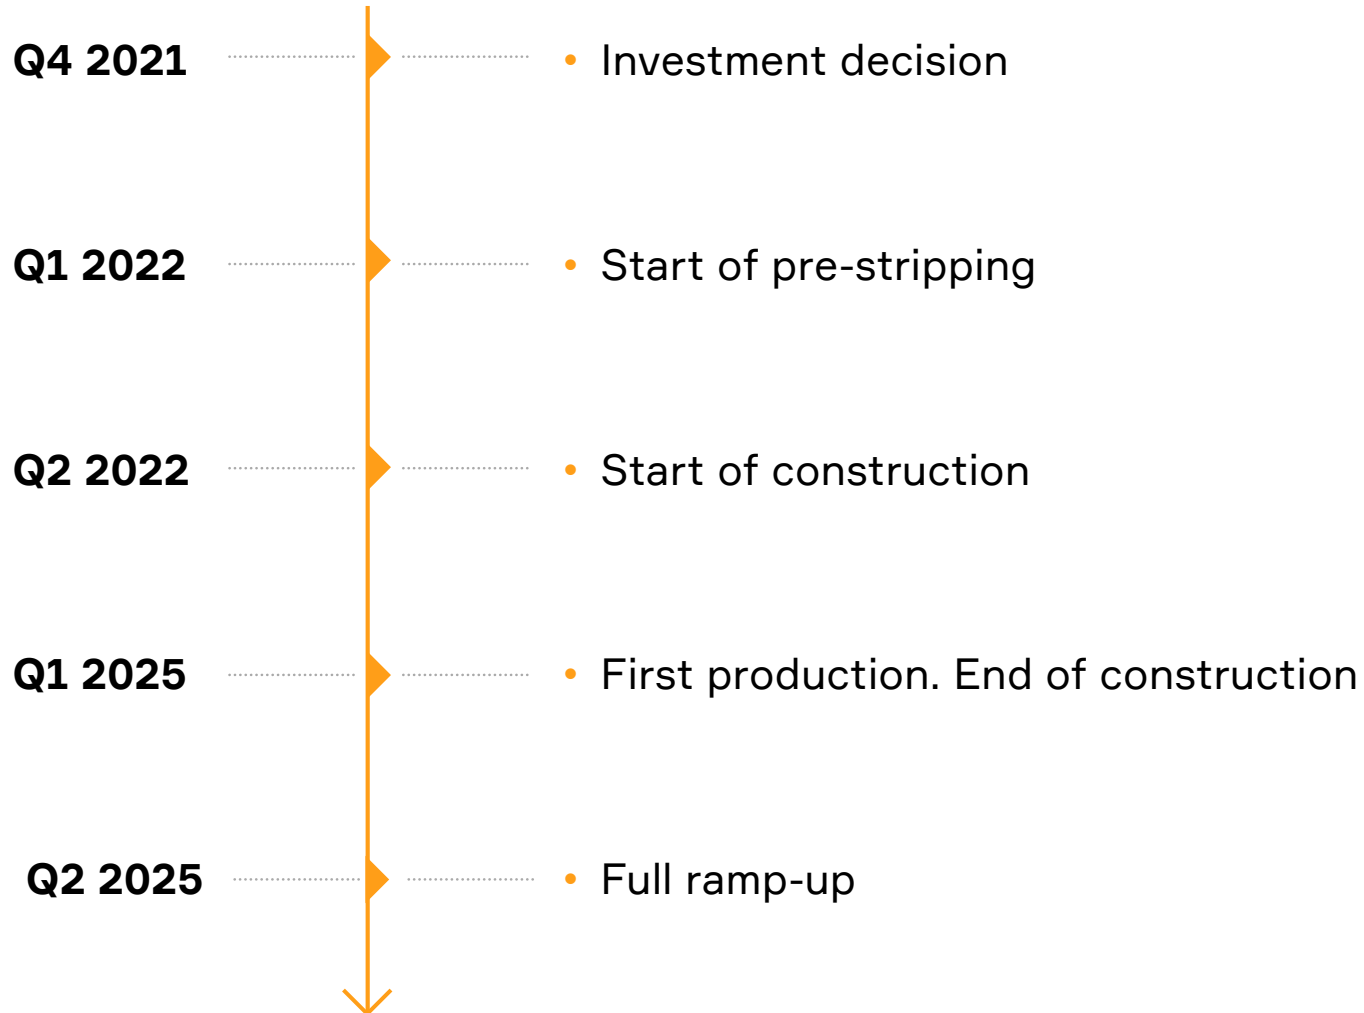 Q4 2021 • Investment decision
Q1 2022 • Start of pre-stripping
Q2 2022 • Start of construction
Q1 2025 • First production. End of construction
Q2 2025 • Full ramp-up